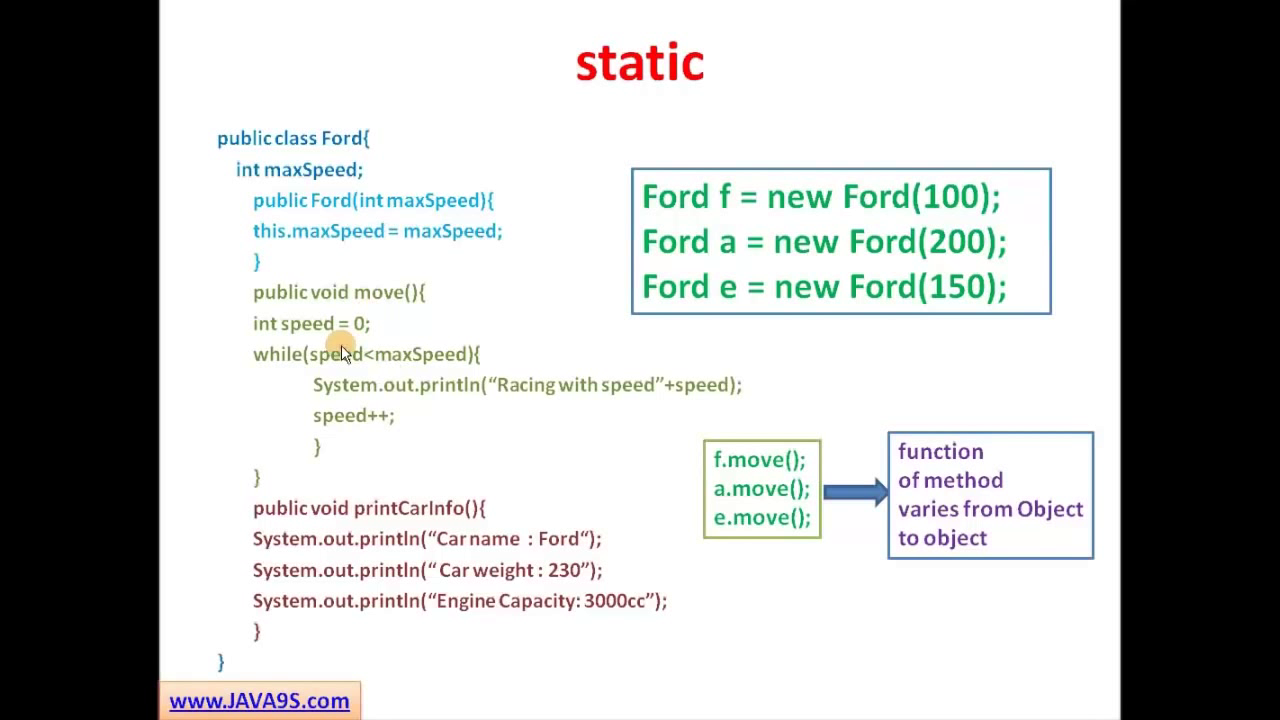 static
public class Ford{
int maxSpeed;
public Ford(int maxSpeed){
this.maxSpeed = maxSpeed;
}
public void move(){
int speed = 0;
while(speed<maxSpeed){
System.out.println(“Racing with speed”+speed);
speed++;
}
}
public void printCarInfo(){
System.out.println(“Car name : Ford“);
System.out.println(“ Car weight : 230”);
System.out.println(“Engine Capacity: 3000cc”);
}
}
Ford f = new Ford(100);
Ford a = new Ford(200);
Ford e = new Ford(150);
f.move();
a.move();
e.move();
function
of method
varies from Object
to object
www.JAVA9S.com